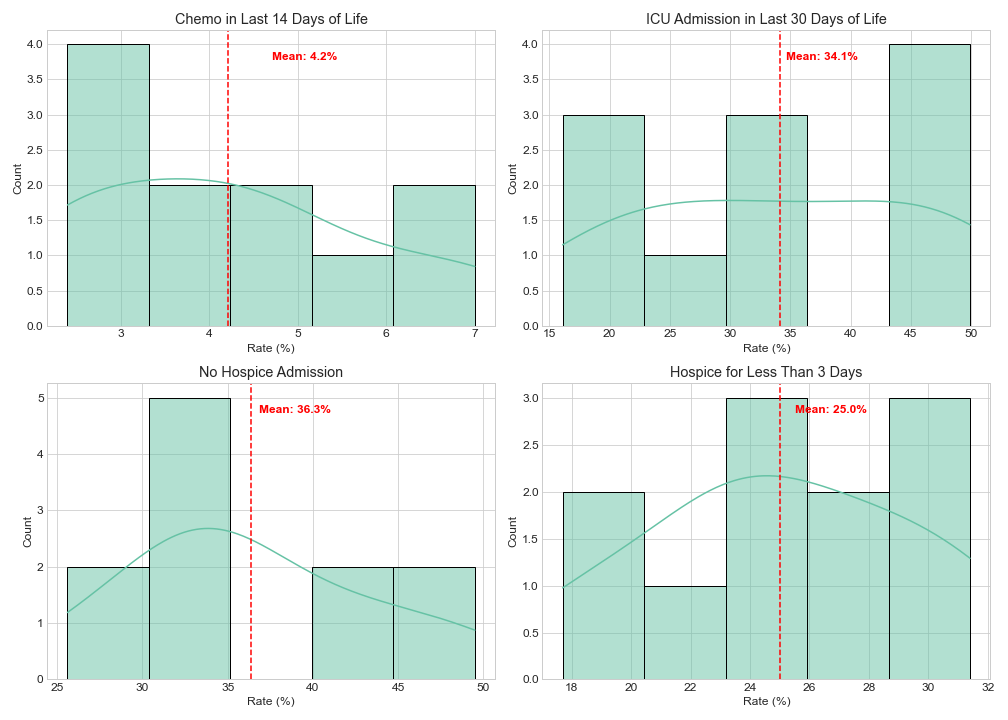 Chemo in Last 14 Days of Life
Mean: 4.2%
Count
4.0
3.5
3.0
2.5
2.0
1.5
1.0
0.5
0.0
3 4 5 6 7
Rate (%)
ICU Admission in Last 30 Days of Life
Mean: 34.1%
Count
4.0
3.5
3.0
2.5
2.0
1.5
1.0
0.5
0.0
15 20 25 30 35 40 45 50
Rate (%)
No Hospice Admission
Mean: 36.3%
Count
5
4
3
2
1
0
25 30 35 40 45 50
Rate (%)
Hospice for Less Than 3 Days
Mean: 25.0%
Count
3.0
2.5
2.0
1.5
1.0
0.5
0.0
18 20 22 24 26 28 30 32
Rate (%)